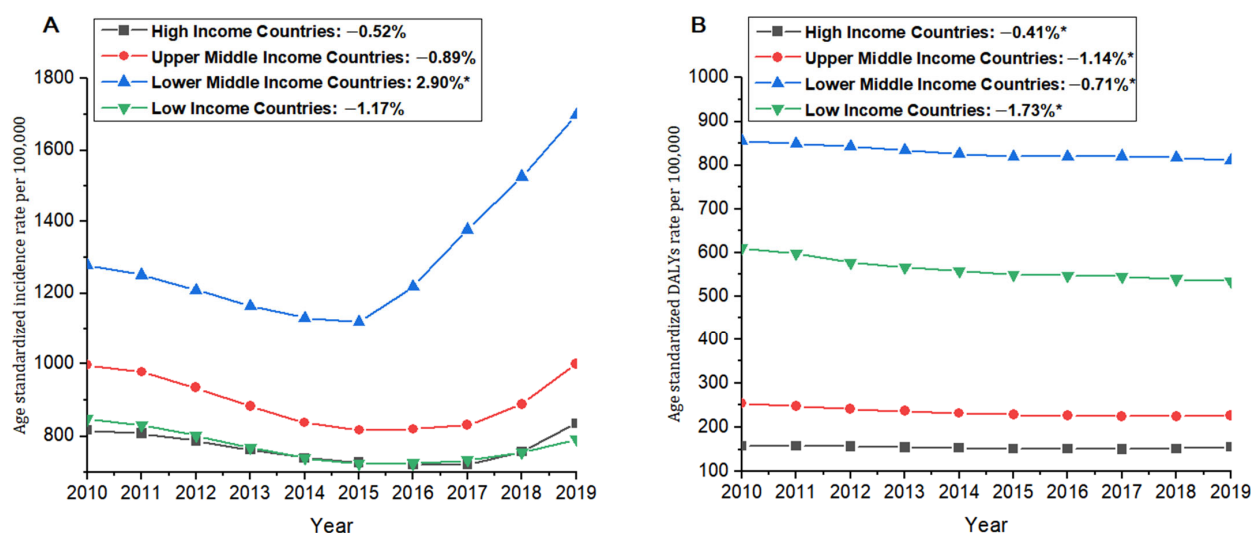 A
High Income Countries: −0.52%
Upper Middle Income Countries: −0.89%
Lower Middle Income Countries: 2.90%*
Low Income Countries: −1.17%
Age standardized incidence rate per 100,000
1800
1600
1400
1200
1000
800
2010 2011 2012 2013 2014 2015 2016 2017 2018 2019
Year
B
High Income Countries: −0.41%*
Upper Middle Income Countries: −1.14%*
Lower Middle Income Countries: −0.71%*
Low Income Countries: −1.73%*
Age standardized DALYs rate per 100,000
1000
900
800
700
600
500
400
300
200
100
2010 2011 2012 2013 2014 2015 2016 2017 2018 2019
Year